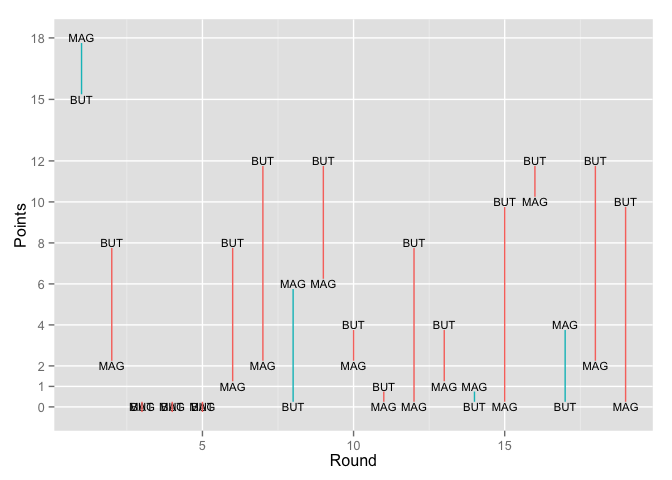 18 MAG
15 BUT
12 BUT BUT BUT BUT
10 BUT MAG BUT
Points
8 BUT BUT BUT
6 MAG MAG
4 BUT BUT MAG
2 MAG MAG MAG MAG
1 MAG BUT MAG MAG
0 BUT MAG MAG BUT MAG BUT MAG
5 10 15
Round